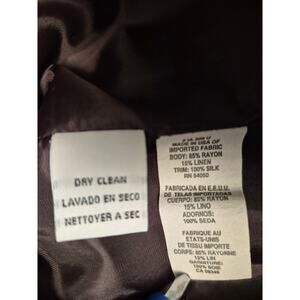 DRY CLEAN
LAVADO EN SECO
NETTOYER A SEC
MADE IN USA OF
IMPORTED FABRIC
BODY: 85% RAYON
15% LINEN
TRIM: 100% SILK
RN 64050
FABRICADA EN E.E.U.U.
DE TELAS IMPORTADAS
CUERPO: 85% RAYON
15% LINO
ADORNOS:
100% SEDA
FABRIQUE AU
ETATS-UNIS
DE TISSU IMPORTE
CORPS: 85% RAYONNE
15% LIN
GARNITURE:
100% SOIE